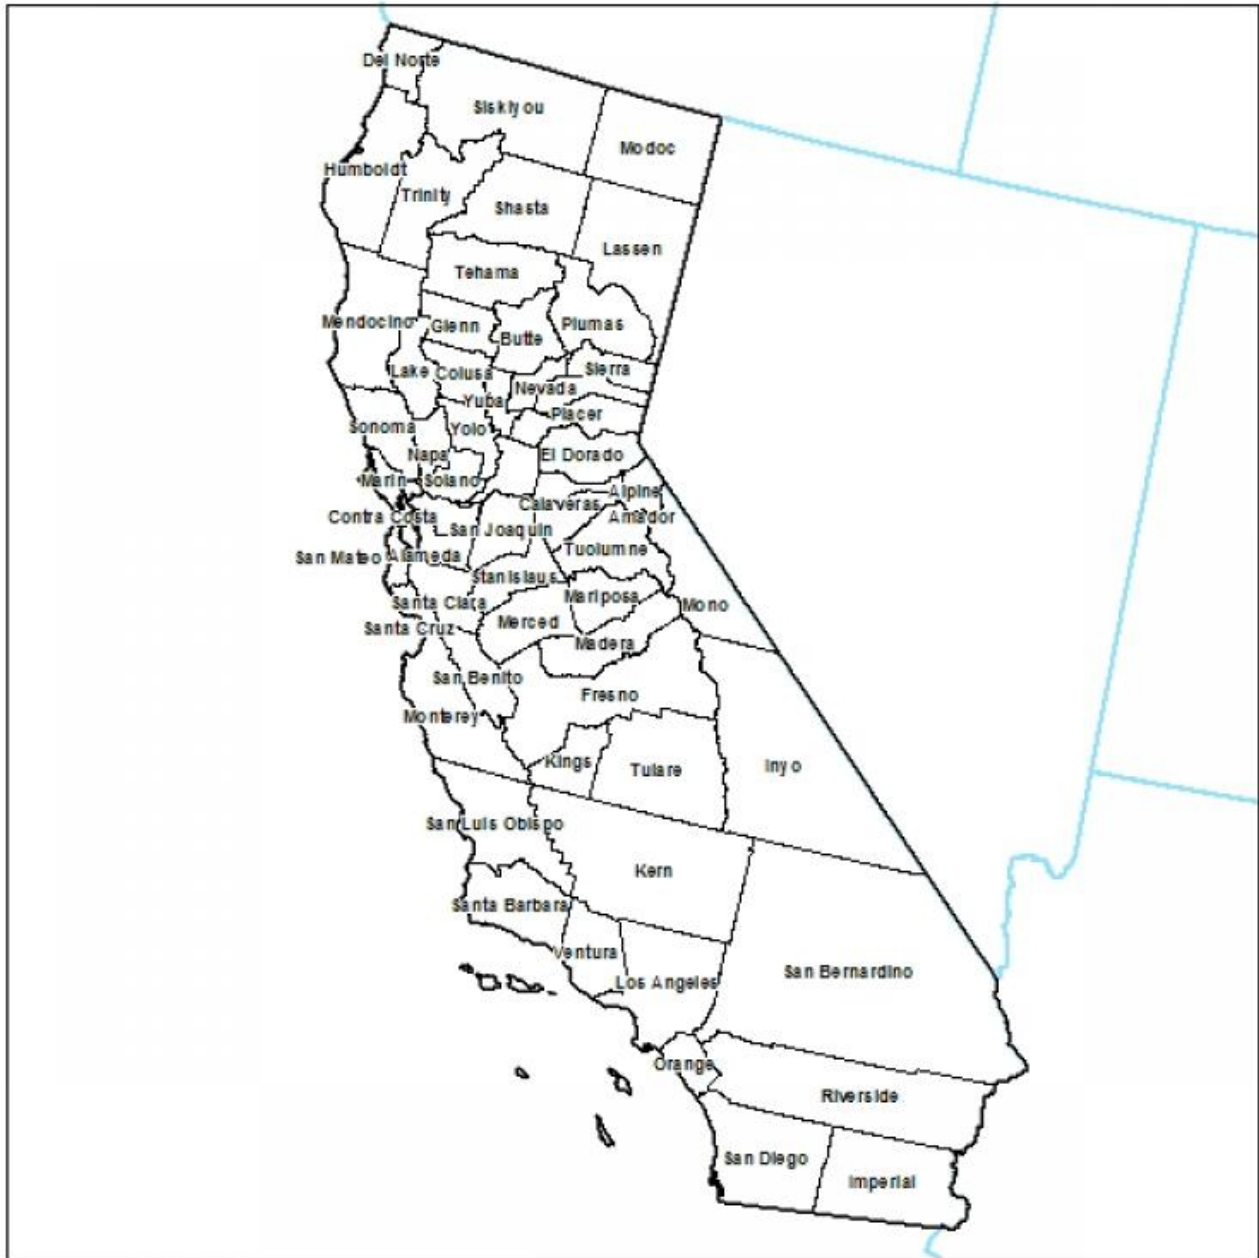 Del Norte
Siskiyou
Modoc
Humboldt
Trinity
Shasta
Lassen
Tehama
Mendocino
Glenn
Butte
Plumas
Lake
Colusa
Sierra
Nevada
Yuba
Placer
Sonoma
Yolo
Napa
El Dorado
Marin
Solano
Alpine
Calaveras
Contra Costa
Amador
San Joaquin
Tuolumne
San Mateo
Alameda
Stanislaus
Mariposa
Santa Clara
Mono
Merced
Santa Cruz
Madera
San Benito
Fresno
Monterey
Kings
Tulare
Inyo
San Luis Obispo
Kern
Santa Barbara
Ventura
San Bernardino
Los Angeles
Orange
Riverside
San Diego
Imperial